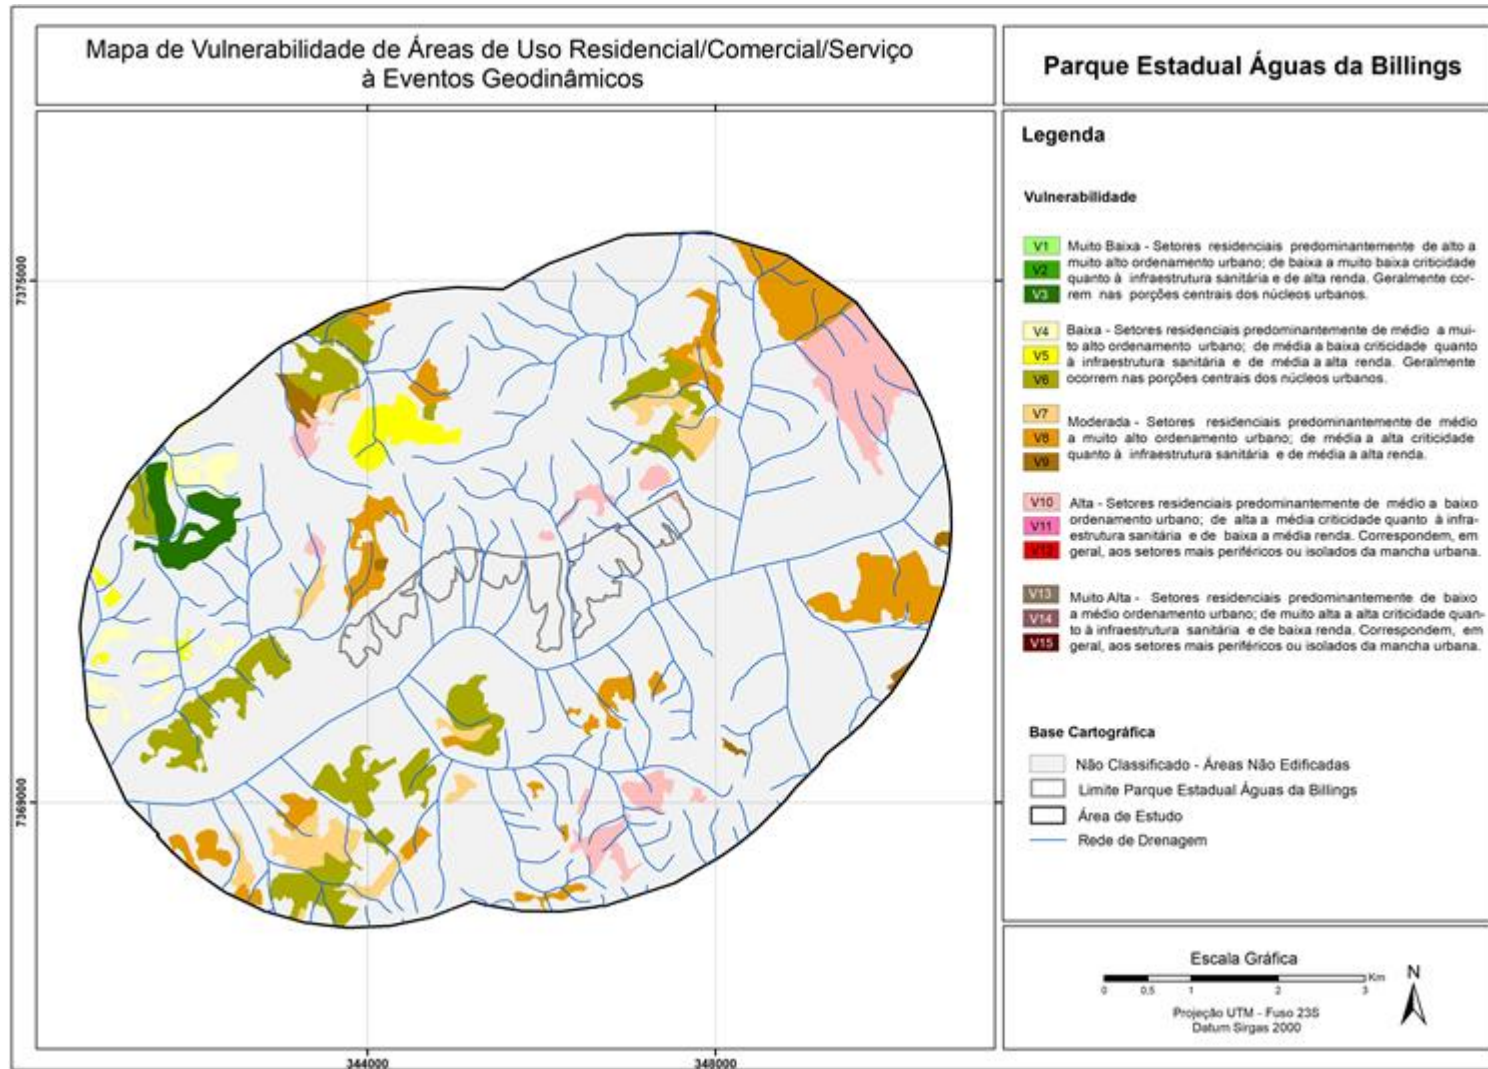 Mapa de Vulnerabilidade de Áreas de Uso Residencial/Comercial/Serviço
à Eventos Geodinâmicos
Parque Estadual Águas da Billings
Legenda
Vulnerabilidade
V1
V2
V3
Muito Baixa - Setores residenciais predominantemente de alto a
muito alto ordenamento urbano; de baixa a muito baixa criticidade
quanto à infraestrutura sanitária e de alta renda. Geralmente cor-
rem nas porções centrais dos núcleos urbanos.
V4
V5
V6
Baixa - Setores residenciais predominantemente de médio a mui-
to alto ordenamento urbano; de média a baixa criticidade quanto
à infraestrutura sanitária e de média a alta renda. Geralmente
ocorrem nas porções centrais dos núcleos urbanos.
V7
V8
V9
Moderada - Setores residenciais predominantemente de médio
a muito alto ordenamento urbano; de média a alta criticidade
quanto à infraestrutura sanitária e de média a alta renda.
V10
V11
V12
Alta - Setores residenciais predominantemente de médio a baixo
ordenamento urbano; de alta a média criticidade quanto à infra-
estrutura sanitária e de baixa a média renda. Correspondem, em
geral, aos setores mais periféricos ou isolados da mancha urbana.
V13
V14
V15
Muito Alta - Setores residenciais predominantemente de baixo
a médio ordenamento urbano; de muito alta a alta criticidade quan-
to à infraestrutura sanitária e de baixa renda. Correspondem, em
geral, aos setores mais periféricos ou isolados da mancha urbana.
Base Cartográfica
Não Classificado - Áreas Não Edificadas
Limite Parque Estadual Águas da Billings
Área de Estudo
Rede de Drenagem
Escala Gráfica
Km
0 0,5 1 2 3
N
Projeção UTM - Fuso 23S
Datum Sirgas 2000
7375000
7369000
344000
348000